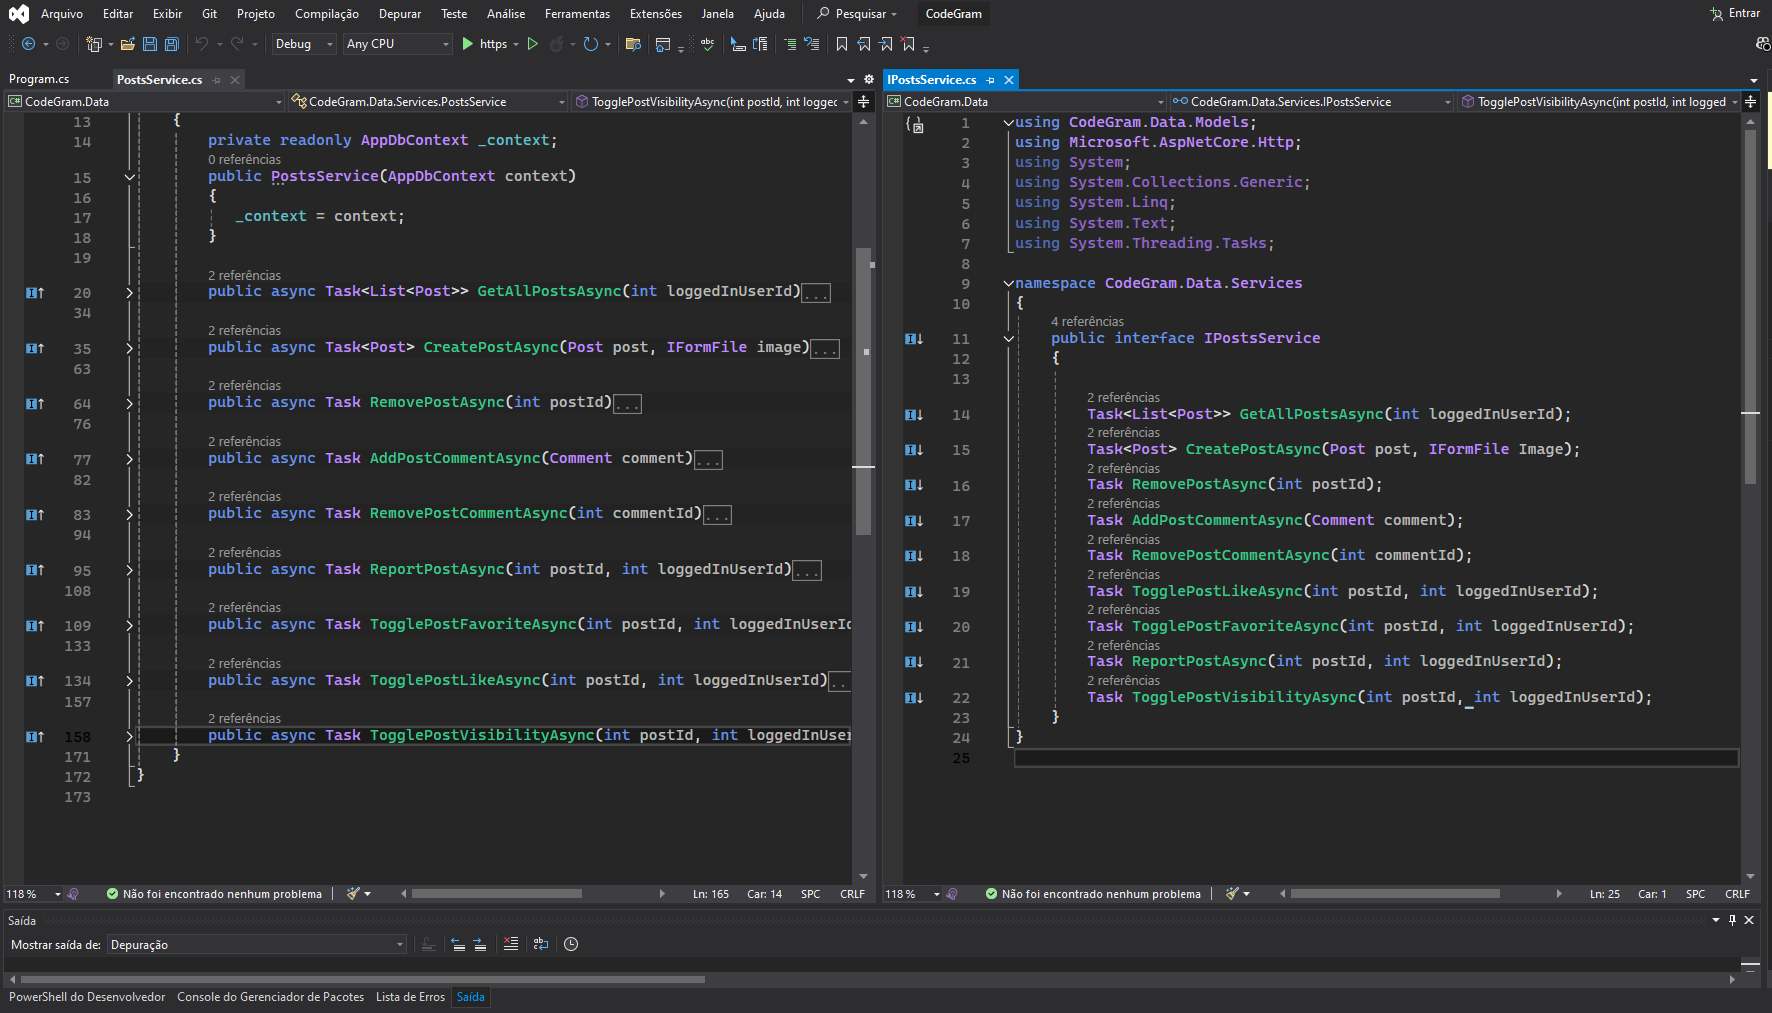 Arquivo Editar Exibir Git Projeto Compilação Depurar Teste Análise Ferramentas Extensões Janela Ajuda Pesquisar CodeGram Entrar
Debug Any CPU https
Program.cs PostsService.cs
CodeGram.Data CodeGram.Data.Services.PostsService TogglePostVisibilityAsync(int postId, int loggec
13 {
14 private readonly AppDbContext _context;
0 referências
15 public PostsService(AppDbContext context)
16 {
17 _context = context;
18 }
19
2 referências
20 public async Task<List<Post>> GetAllPostsAsync(int loggedInUserId)...
34
2 referências
35 public async Task<Post> CreatePostAsync(Post post, IFormFile image)...
63
2 referências
64 public async Task RemovePostAsync(int postId)...
76
2 referências
77 public async Task AddPostCommentAsync(Comment comment)...
82
2 referências
83 public async Task RemovePostCommentAsync(int commentId)...
94
2 referências
95 public async Task ReportPostAsync(int postId, int loggedInUserId)...
108
2 referências
109 public async Task TogglePostFavoriteAsync(int postId, int loggedInUserId
133
2 referências
134 public async Task TogglePostLikeAsync(int postId, int loggedInUserId)...
157
2 referências
158 public async Task TogglePostVisibilityAsync(int postId, int loggedInUser
171 }
172 }
173
118 % Não foi encontrado nenhum problema Ln: 165 Car: 14 SPC CRLF
IPostsService.cs
CodeGram.Data CodeGram.Data.Services.IPostsService TogglePostVisibilityAsync(int postId, int logged
1 using CodeGram.Data.Models;
2 using Microsoft.AspNetCore.Http;
3 using System;
4 using System.Collections.Generic;
5 using System.Linq;
6 using System.Text;
7 using System.Threading.Tasks;
8
9 namespace CodeGram.Data.Services
10 {
4 referências
11 public interface IPostsService
12 {
13
2 referências
14 Task<List<Post>> GetAllPostsAsync(int loggedInUserId);
2 referências
15 Task<Post> CreatePostAsync(Post post, IFormFile Image);
2 referências
16 Task RemovePostAsync(int postId);
2 referências
17 Task AddPostCommentAsync(Comment comment);
2 referências
18 Task RemovePostCommentAsync(int commentId);
2 referências
19 Task TogglePostLikeAsync(int postId, int loggedInUserId);
2 referências
20 Task TogglePostFavoriteAsync(int postId, int loggedInUserId);
2 referências
21 Task ReportPostAsync(int postId, int loggedInUserId);
2 referências
22 Task TogglePostVisibilityAsync(int postId, int loggedInUserId);
23 }
24 }
25
118 % Não foi encontrado nenhum problema Ln: 25 Car: 1 SPC CRLF
Saída
Mostrar saída de: Depuração
PowerShell do Desenvolvedor Console do Gerenciador de Pacotes Lista de Erros Saída